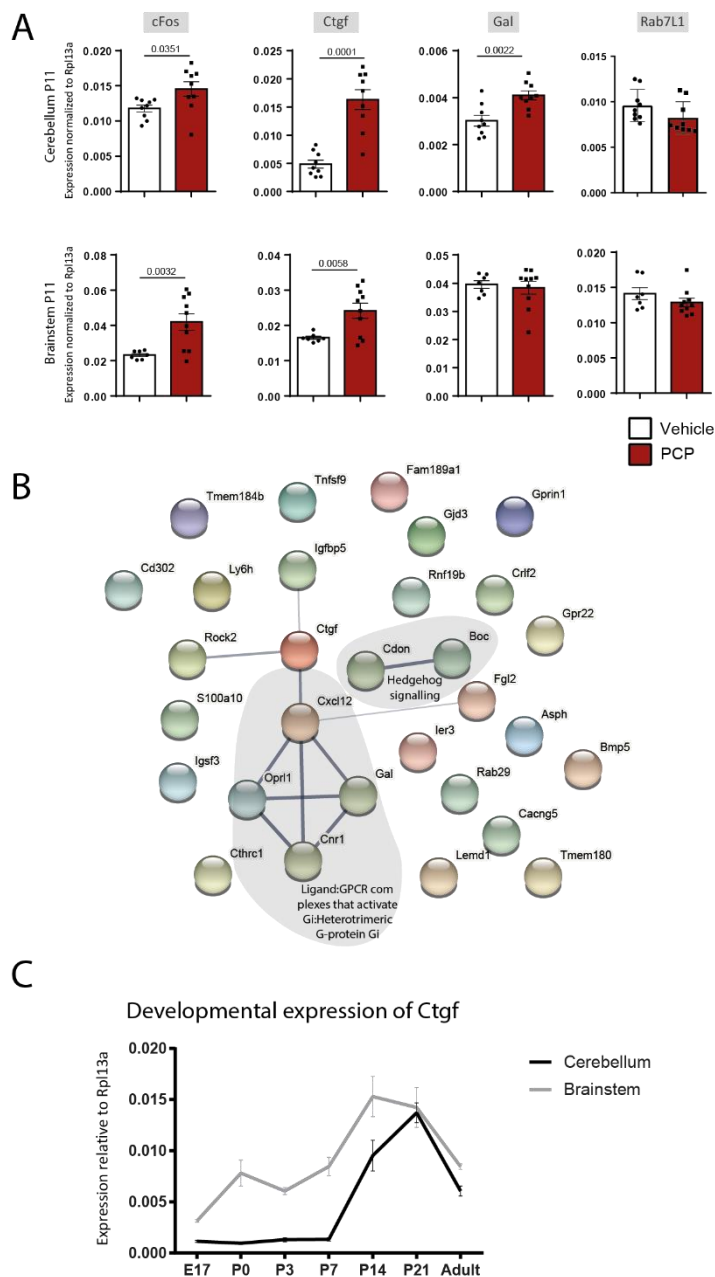 A
cFos
Ctgf
Gal
Rab7L1
Cerebellum P11
Expression normalized to Rpl13a
0.020
0.015
0.010
0.005
0.000
0.0351
0.025
0.020
0.015
0.010
0.005
0.000
0.0001
0.006
0.004
0.002
0.000
0.0022
0.015
0.010
0.005
0.000
Brainstem P11
Expression normalized to Rpl13a
0.08
0.06
0.04
0.02
0.00
0.0032
0.04
0.03
0.02
0.01
0.00
0.0058
0.05
0.04
0.03
0.02
0.01
0.00
0.020
0.015
0.010
0.005
0.000
Vehicle
PCP
B
Tmem184b
Tnfsf9
Fam189a1
Gjd3
Gprin1
Cd302
Ly6h
Igfbp5
Rnf19b
Crlf2
Gpr22
Rock2
Ctgf
Cdon
Boc
Hedgehog
signalling
S100a10
Cxcl12
Fgl2
Asph
Igsf3
Ier3
Bmp5
Oprl1
Gal
Rab29
Cacng5
Cthrc1
Cnr1
Lemd1
Tmem180
Ligand:GPCR com
plexes that activate
Gi:Heterotrimeric
G-protein Gi
C
Developmental expression of Ctgf
Expression relative to Rpl13a
0.020
0.015
0.010
0.005
0.000
E17 P0 P3 P7 P14 P21 Adult
Cerebellum
Brainstem